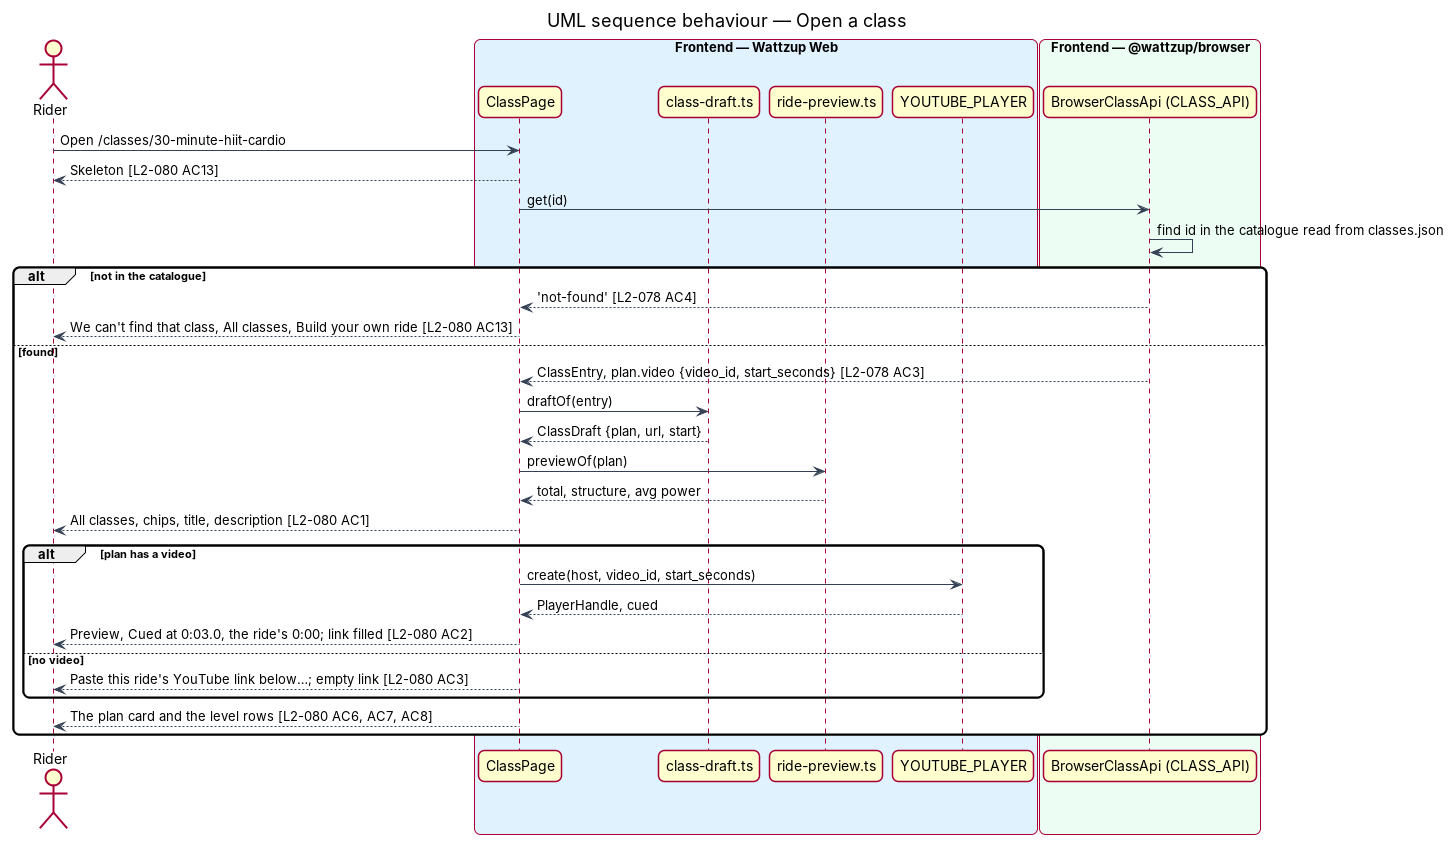 UML sequence behaviour — Open a class
Frontend — Wattzup Web
Frontend — @wattzup/browser
Rider
ClassPage
class-draft.ts
ride-preview.ts
YOUTUBE_PLAYER
BrowserClassApi (CLASS_API)
Open /classes/30-minute-hiit-cardio
Skeleton [L2-080 AC13]
get(id)
find id in the catalogue read from classes.json
alt
[not in the catalogue]
'not-found' [L2-078 AC4]
We can't find that class, All classes, Build your own ride [L2-080 AC13]
[found]
ClassEntry, plan.video {video_id, start_seconds} [L2-078 AC3]
draftOf(entry)
ClassDraft {plan, url, start}
previewOf(plan)
total, structure, avg power
All classes, chips, title, description [L2-080 AC1]
alt
[plan has a video]
create(host, video_id, start_seconds)
PlayerHandle, cued
Preview, Cued at 0:03.0, the ride's 0:00; link filled [L2-080 AC2]
[no video]
Paste this ride's YouTube link below...; empty link [L2-080 AC3]
The plan card and the level rows [L2-080 AC6, AC7, AC8]
Rider
ClassPage
class-draft.ts
ride-preview.ts
YOUTUBE_PLAYER
BrowserClassApi (CLASS_API)